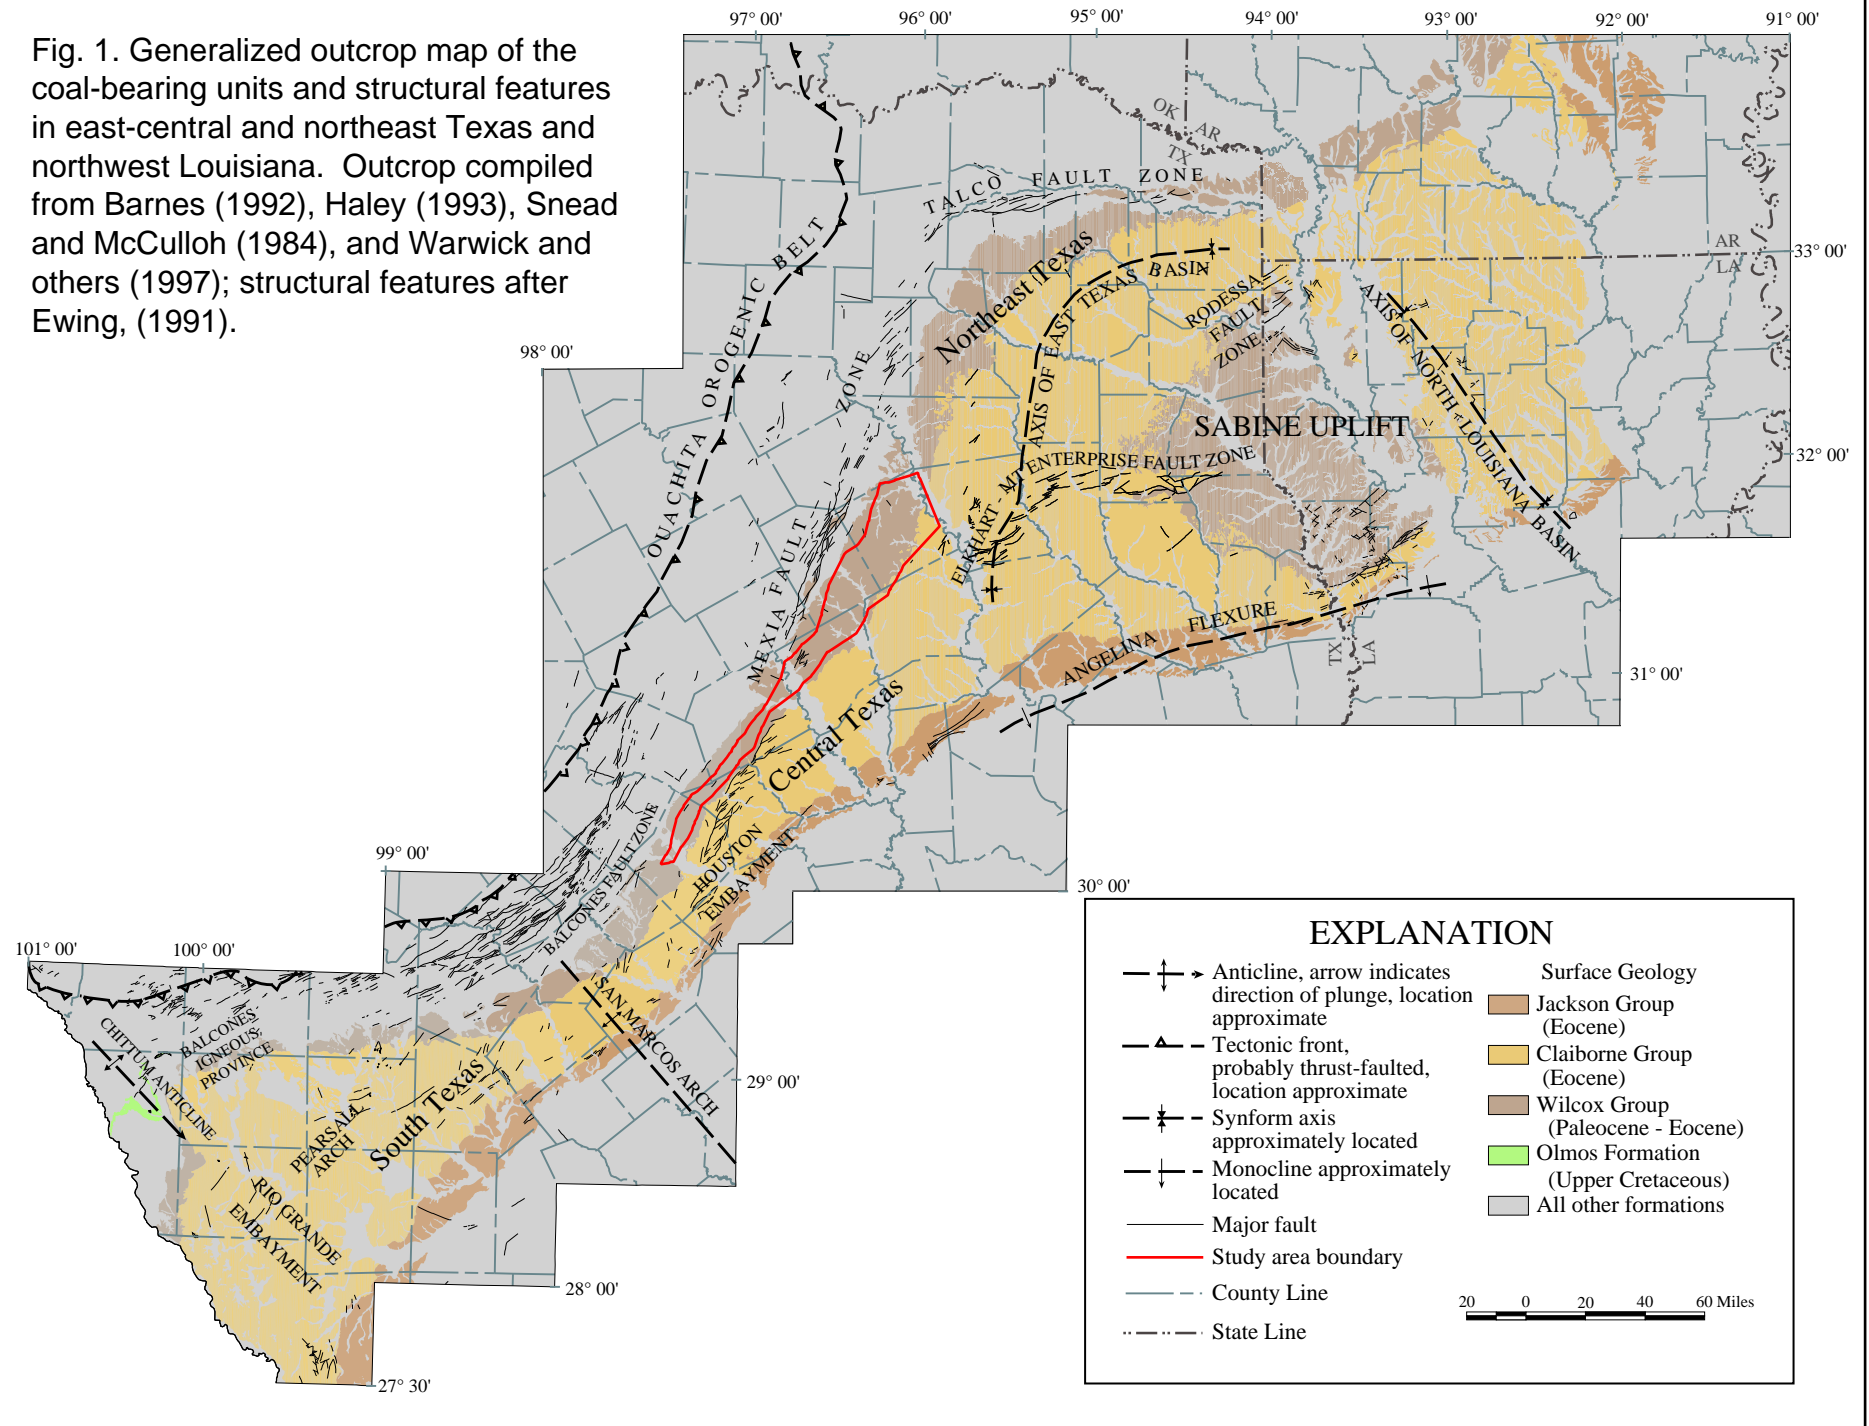 Fig. 1. Generalized outcrop map of the
coal-bearing units and structural features
in east-central and northeast Texas and
northwest Louisiana.  Outcrop compiled
from Barnes (1992), Haley (1993), Snead
and McCulloh (1984), and Warwick and
others (1997); structural features after
Ewing, (1991).
97° 00'
96° 00'
95° 00'
94° 00'
93° 00'
92° 00'
91° 00'
OK
AR
TX
TALCO FAULT ZONE
AR
LA
33° 00'
OUACHITA OROGENIC BELT
Northeast Texas
AXIS OF EAST TEXAS BASIN
RODESSA
FAULT
ZONE
AXIS OF NORTH LOUISIANA BASIN
98° 00'
SABINE UPLIFT
32° 00'
ELKHART - MT ENTERPRISE FAULT ZONE
MEXIA FAULT ZONE
ANGELINA FLEXURE
TX
LA
31° 00'
Central Texas
HOUSTON
EMBAYMENT
BALCONES FAULT ZONE
99° 00'
30° 00'
101° 00'
100° 00'
SAN MARCOS ARCH
BALCONES
IGNEOUS
PROVINCE
CHITTUM ANTICLINE
29° 00'
PEARSALL
ARCH
South Texas
RIO GRANDE
EMBAYMENT
28° 00'
27° 30'
EXPLANATION
Anticline, arrow indicates
direction of plunge, location
approximate
Tectonic front,
probably thrust-faulted,
location approximate
Synform axis
approximately located
Monocline approximately
located
Major fault
Study area boundary
County Line
State Line
Surface Geology
Jackson Group
(Eocene)
Claiborne Group
(Eocene)
Wilcox Group
(Paleocene - Eocene)
Olmos Formation
(Upper Cretaceous)
All other formations
20 0 20 40 60 Miles